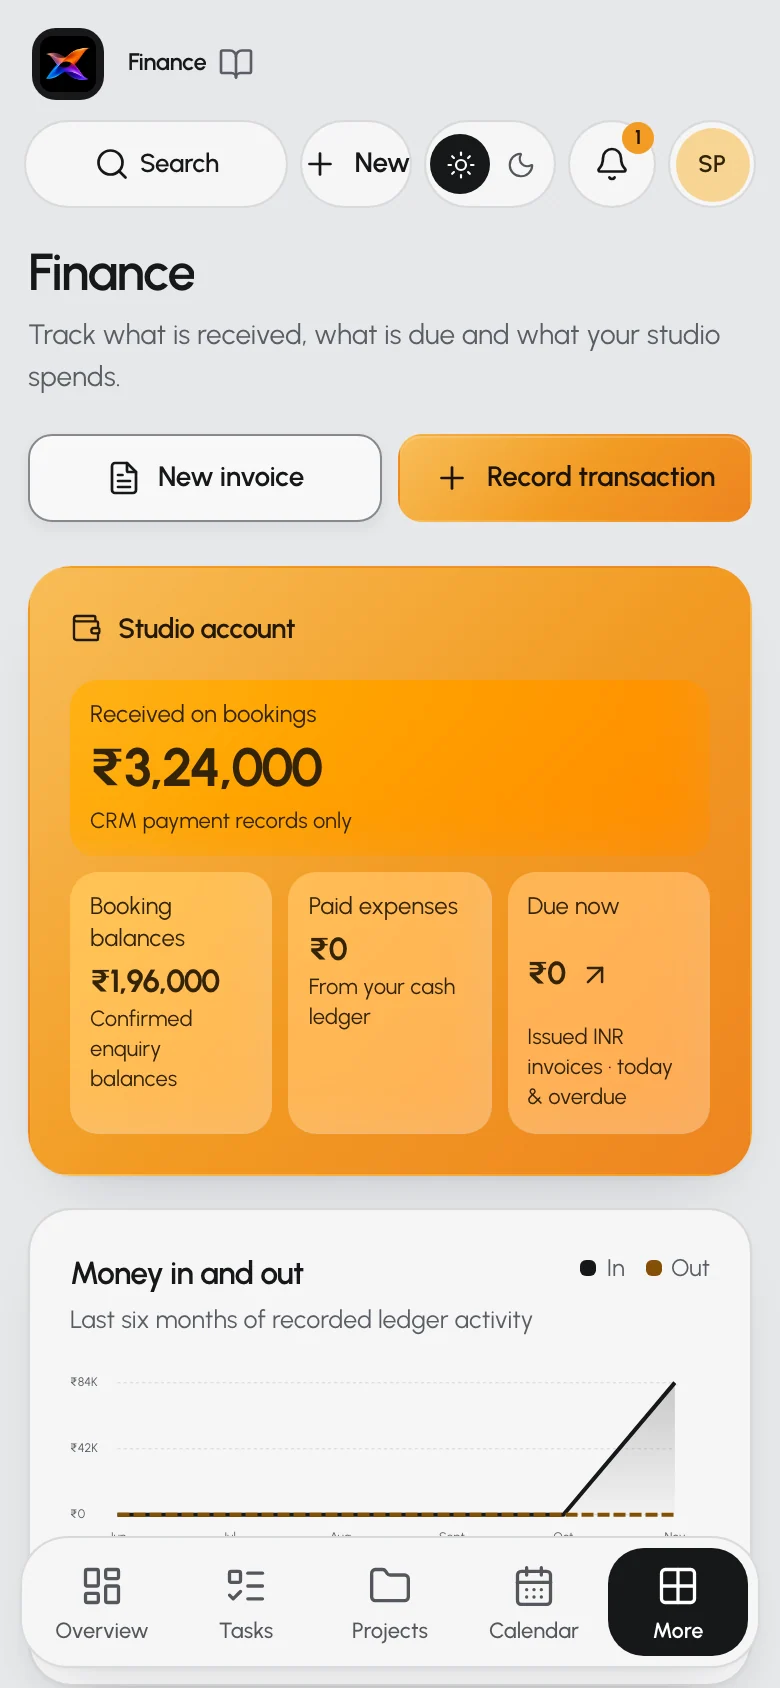 Finance
Search
New
1
SP
Finance
Track what is received, what is due and what your studio
spends.
New invoice
Record transaction
Studio account
Received on bookings
₹3,24,000
CRM payment records only
Booking
balances
₹1,96,000
Confirmed
enquiry
balances
Paid expenses
₹0
From your cash
ledger
Due now
₹0
Issued INR
invoices · today
& overdue
Money in and out
In
Out
Last six months of recorded ledger activity
₹84K
₹42K
₹0
Overview
Tasks
Projects
Calendar
More